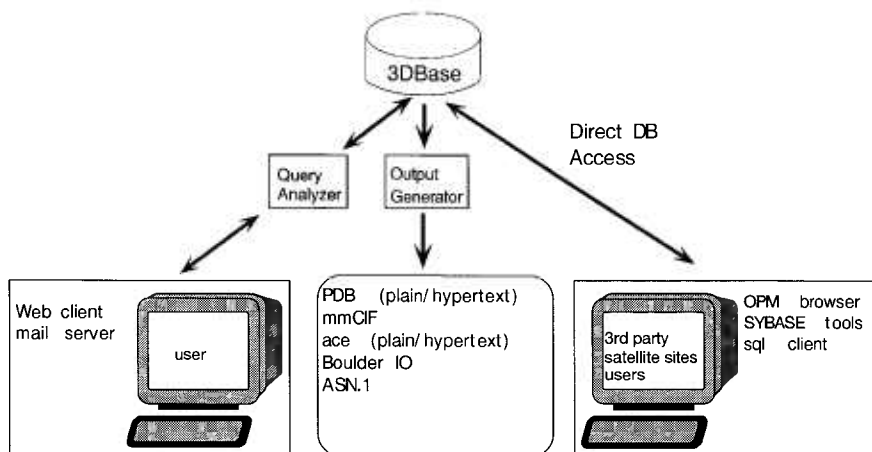 3DBase
Direct DB
Access
Query
Analyzer
Output
Generator
Web client
mail server
user
PDB (plain/hypertext)
mmCIF
ace (plain/hypertext)
Boulder IO
ASN.1
3rd party
satellite sites
users
OPM browser
SYBASE tools
sql client